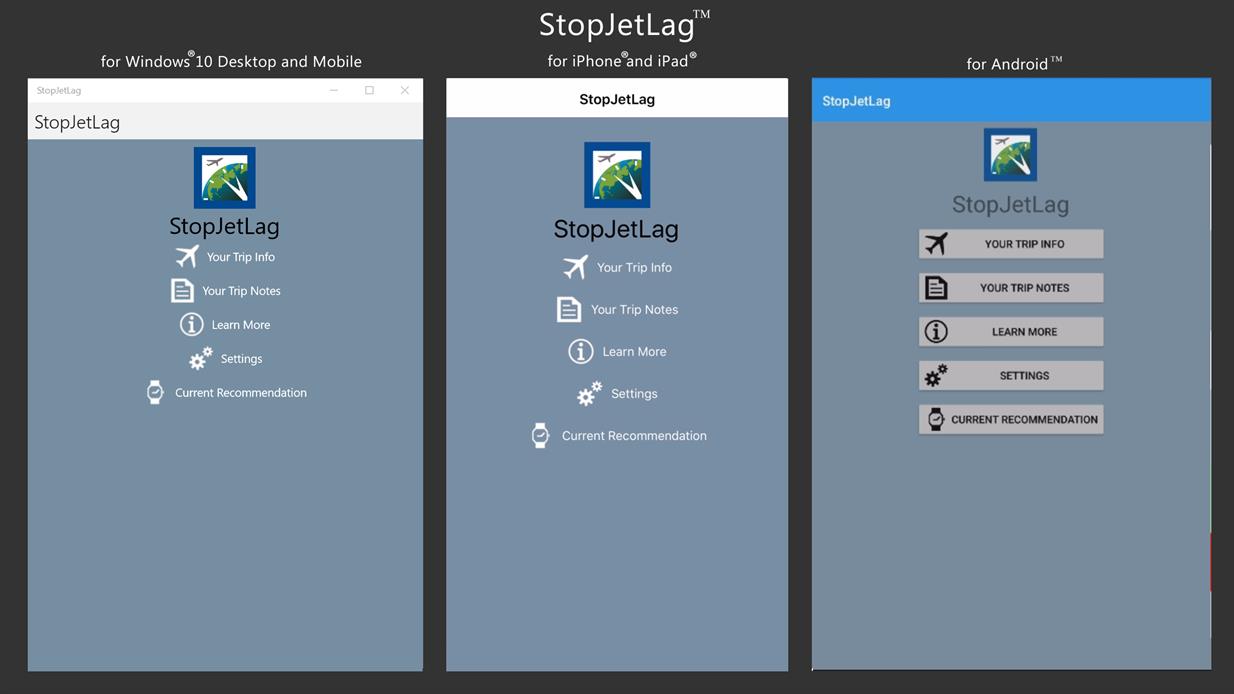 StopJetLag™
for Windows® 10 Desktop and Mobile
StopJetLag
StopJetLag
StopJetLag
Your Trip Info
Your Trip Notes
Learn More
Settings
Current Recommendation
for iPhone® and iPad®
StopJetLag
StopJetLag
Your Trip Info
Your Trip Notes
Learn More
Settings
Current Recommendation
for Android™
StopJetLag
StopJetLag
YOUR TRIP INFO
YOUR TRIP NOTES
LEARN MORE
SETTINGS
CURRENT RECOMMENDATION